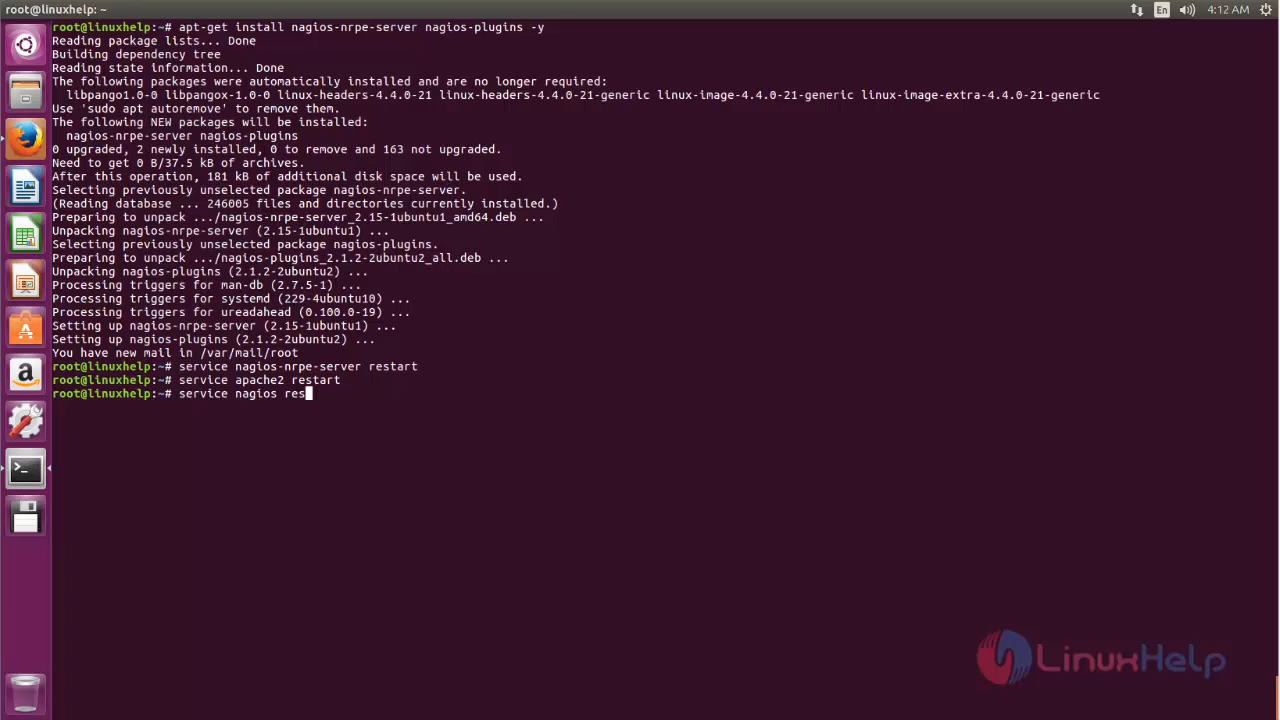 root@linuxhelp: ~
En
4:12 AM
root@linuxhelp:~# apt-get install nagios-nrpe-server nagios-plugins -y
Reading package lists... Done
Building dependency tree
Reading state information... Done
The following packages were automatically installed and are no longer required:
libpango1.0-0 libpangox-1.0-0 linux-headers-4.4.0-21 linux-headers-4.4.0-21-generic linux-image-4.4.0-21-generic linux-image-extra-4.4.0-21-generic
Use 'sudo apt autoremove' to remove them.
The following NEW packages will be installed:
nagios-nrpe-server nagios-plugins
0 upgraded, 2 newly installed, 0 to remove and 163 not upgraded.
Need to get 0 B/37.5 kB of archives.
After this operation, 181 kB of additional disk space will be used.
Selecting previously unselected package nagios-nrpe-server.
(Reading database ... 246005 files and directories currently installed.)
Preparing to unpack .../nagios-nrpe-server_2.15-1ubuntu1_amd64.deb ...
Unpacking nagios-nrpe-server (2.15-1ubuntu1) ...
Selecting previously unselected package nagios-plugins.
Preparing to unpack .../nagios-plugins_2.1.2-2ubuntu2_all.deb ...
Unpacking nagios-plugins (2.1.2-2ubuntu2) ...
Processing triggers for man-db (2.7.5-1) ...
Processing triggers for systemd (229-4ubuntu10) ...
Processing triggers for ureadahead (0.100.0-19) ...
Setting up nagios-nrpe-server (2.15-1ubuntu1) ...
Setting up nagios-plugins (2.1.2-2ubuntu2) ...
You have new mail in /var/mail/root
root@linuxhelp:~# service nagios-nrpe-server restart
root@linuxhelp:~# service apache2 restart
root@linuxhelp:~# service nagios res
LinuxHelp